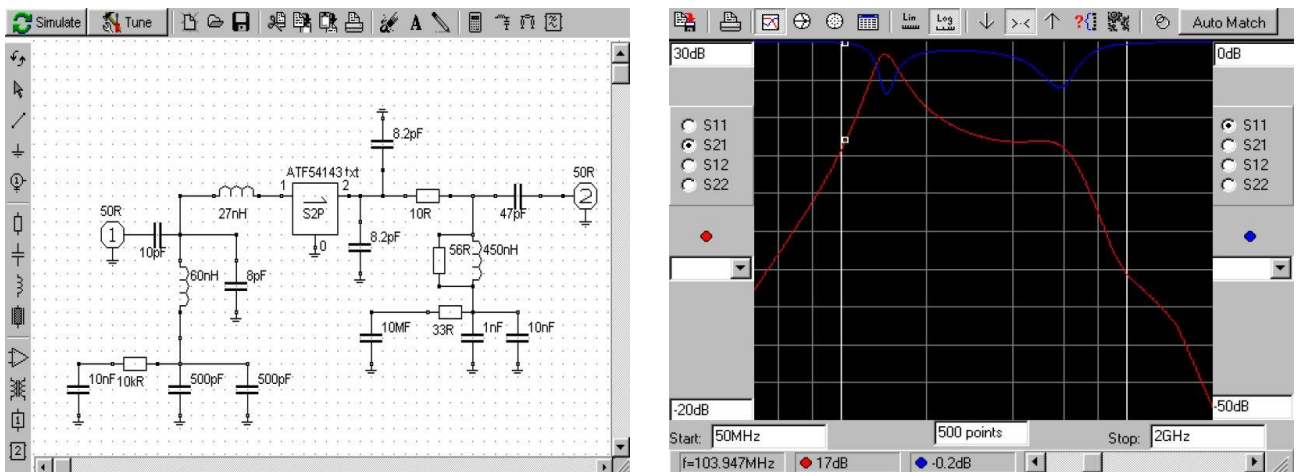 Simulate Tune
8.2pF
ATF54143.txt
1 2
50R
27nH
S2P
10R
47pF
2
50R
1
0
8.2pF
56R 450nH
10pF
60nH
8pF
10MF
33R
1nF 10nF
10nF
10kR
500pF
500pF
Lin Log Auto Match
30dB
0dB
S11
S21
S12
S22
S11
S21
S12
S22
-20dB
-50dB
Start: 50MHz
500 points
Stop: 2GHz
f=103.947MHz 17dB -0.2dB